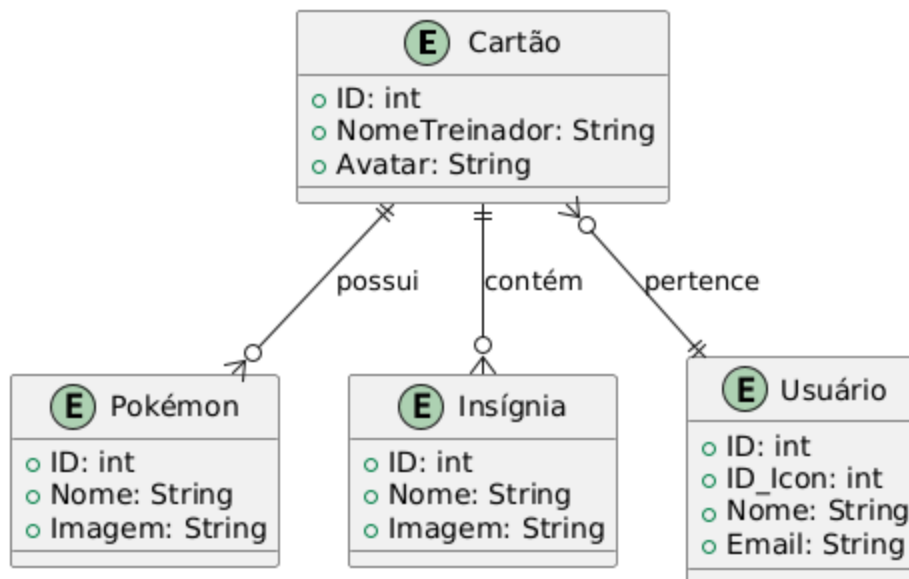 E Cartão
ID: int
NomeTreinador: String
Avatar: String
possui
contém
pertence
E Pokémon
ID: int
Nome: String
Imagem: String
E Insígnia
ID: int
Nome: String
Imagem: String
E Usuário
ID: int
ID_Icon: int
Nome: String
Email: String